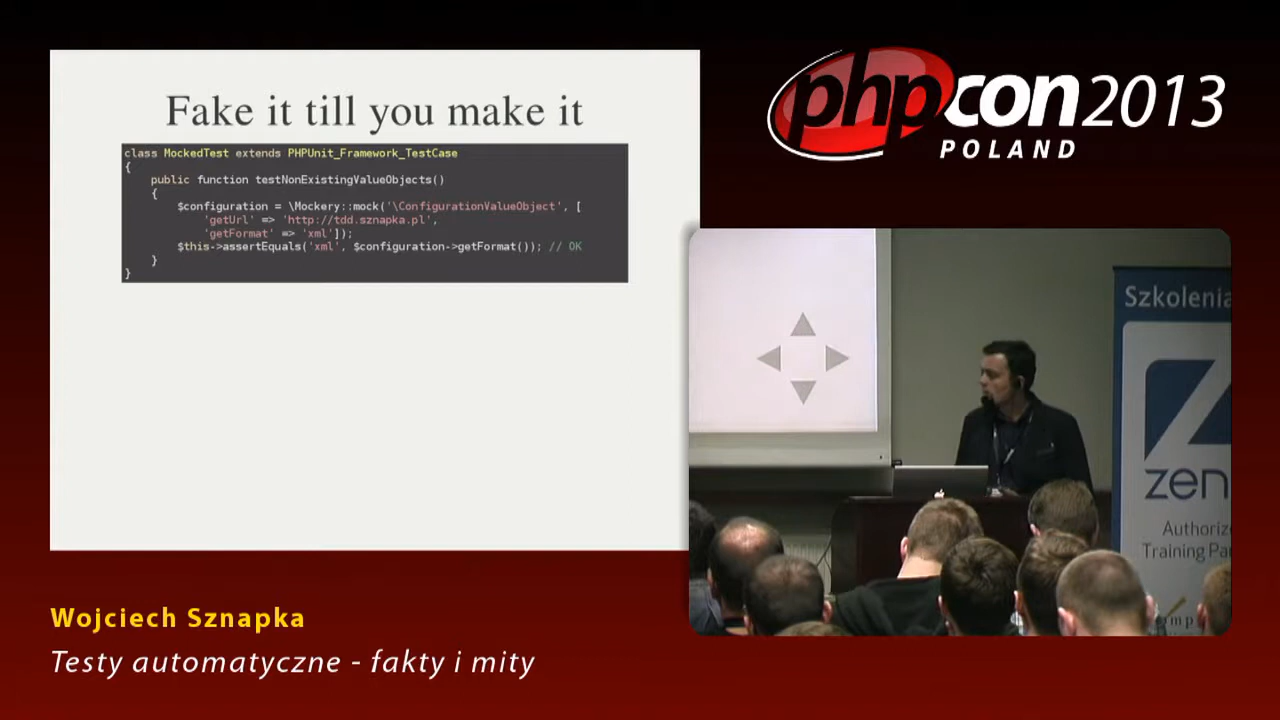 Fake it till you make it
class MockedTest extends PHPUnit_Framework_TestCase
{
    public function testNonExistingValueObjects()
    {
        $configuration = \Mockery::mock('\ConfigurationValueObject', [
            'getUrl' => 'http://tdd.sznapka.pl',
            'getFormat' => 'xml']);
        $this->assertEquals('xml', $configuration->getFormat()); // OK
    }
}
phpcon2013
POLAND
Szkolenia
zen
Authoriz
Training Par
Wojciech Sznapka
Testy automatyczne - fakty i mity